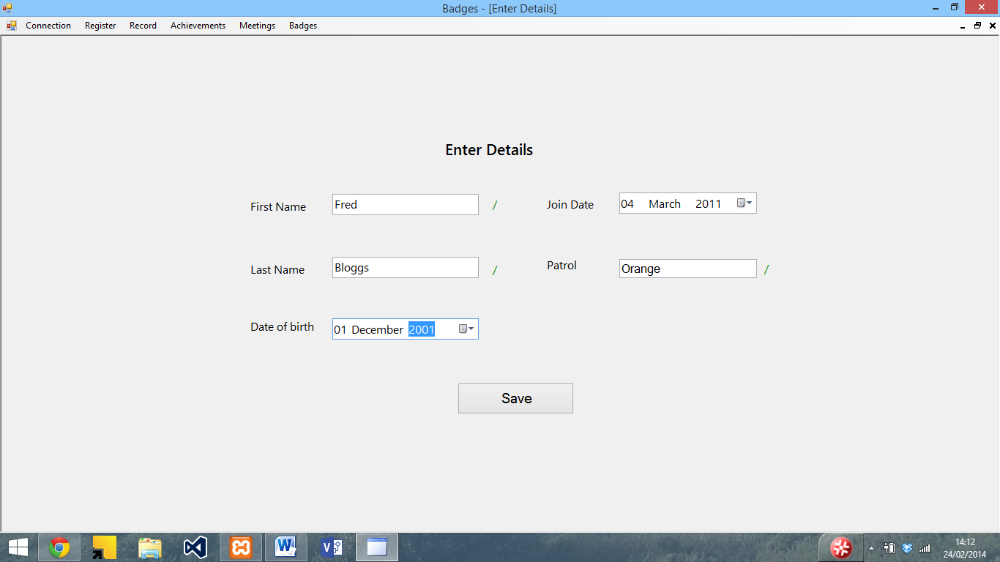 Badges - [Enter Details]
Connection Register Record Achievements Meetings Badges
Enter Details
First Name Fred / Join Date 04 March 2011
Last Name Bloggs / Patrol Orange /
Date of birth 01 December 2001
Save
14:12
24/02/2014